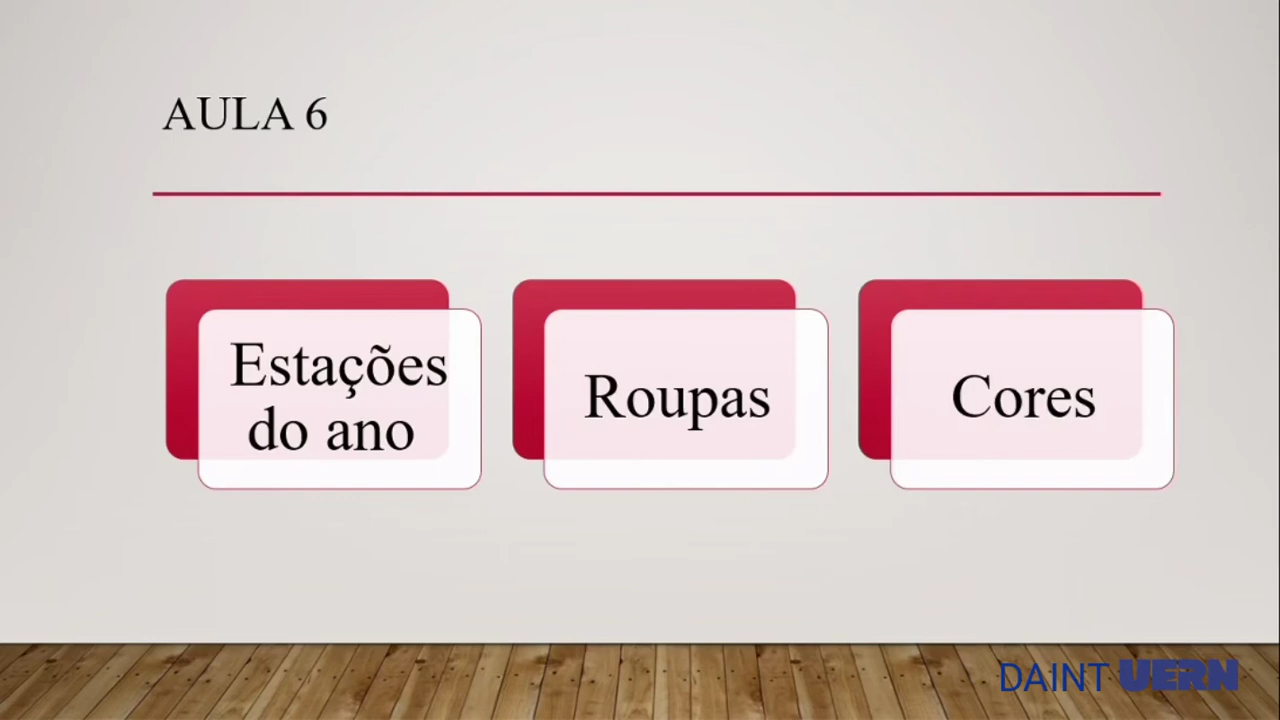 AULA 6
Estações
do ano
Roupas
Cores
DAINT UERN